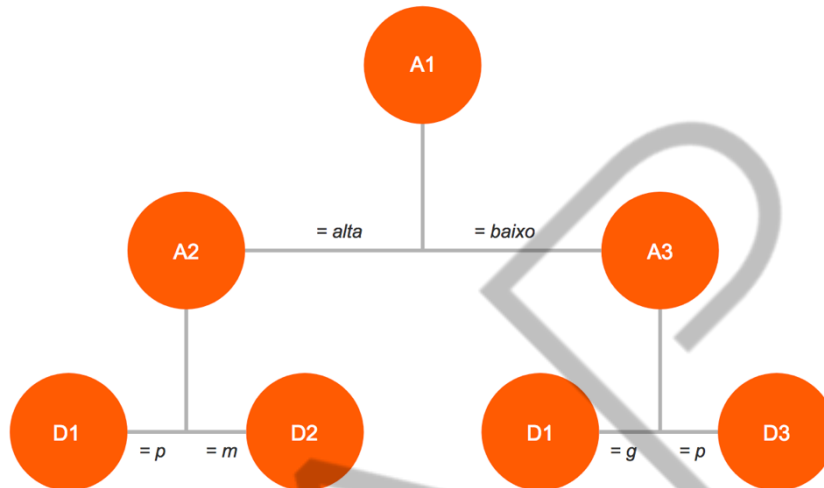 A1
= alta
= baixo
A2
A3
D1
= p
= m
D2
D1
= g
= p
D3